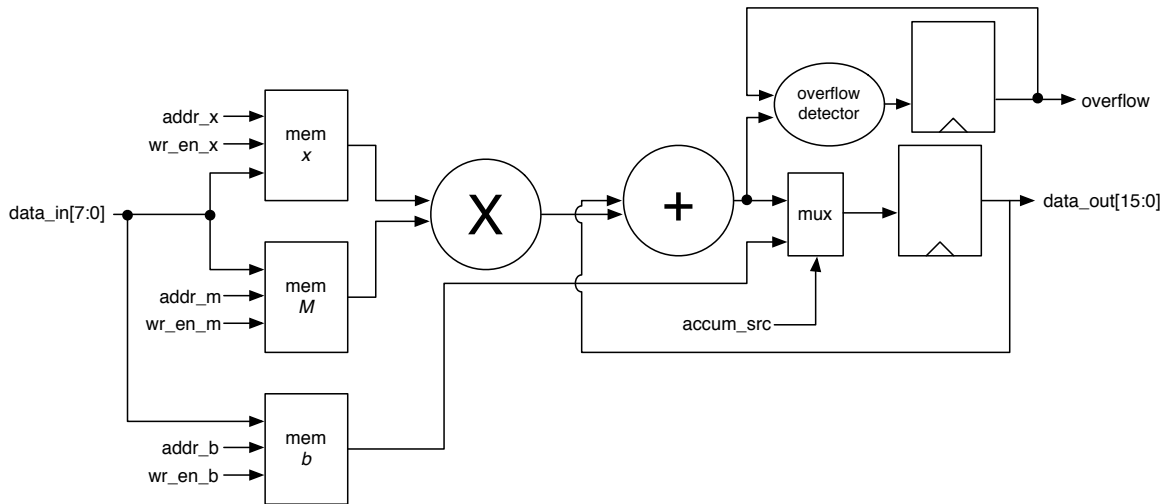 overflow
detector
overflow
addr_x
wr_en_x
mem
x
data_in[7:0]
X
+
mux
data_out[15:0]
addr_m
wr_en_m
mem
M
accum_src
addr_b
wr_en_b
mem
b